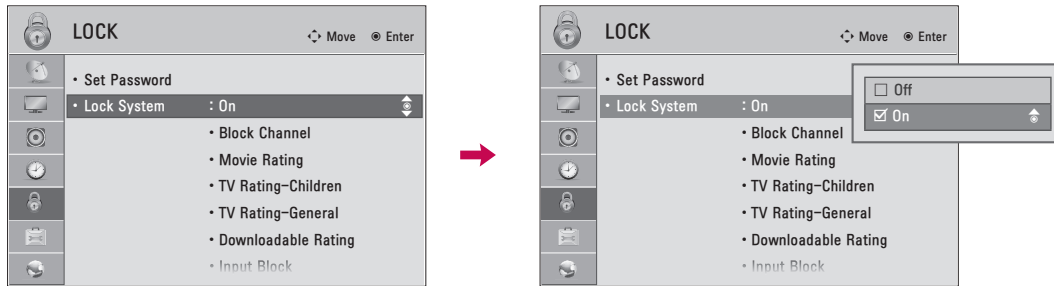 LOCK
Move
Enter
• Set Password
• Lock System : On
• Block Channel
• Movie Rating
• TV Rating-Children
• TV Rating-General
• Downloadable Rating
• Input Block
LOCK
Move
Enter
• Set Password
• Lock System : On
• Block Channel
• Movie Rating
• TV Rating-Children
• TV Rating-General
• Downloadable Rating
• Input Block
Off
On